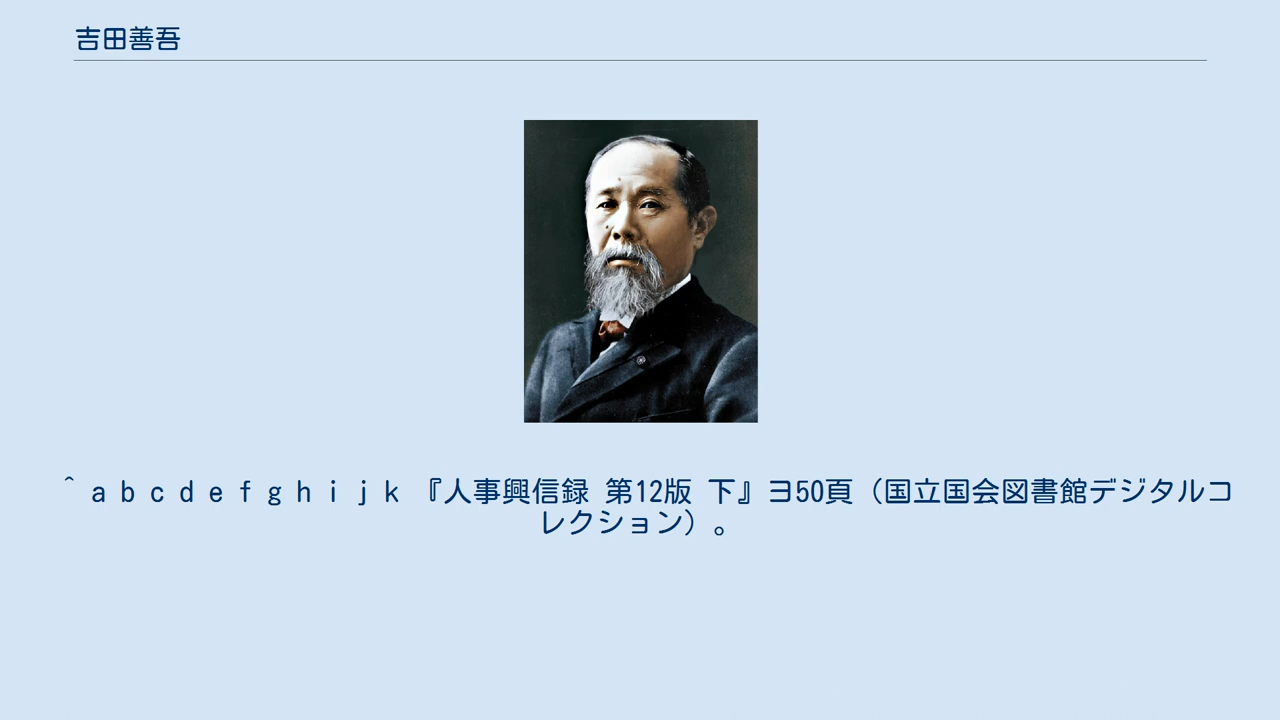 吉田善吾
^ a b c d e f g h i j k 『人事興信録 第12版 下』ヨ50頁（国立国会図書館デジタルコ
レクション）。